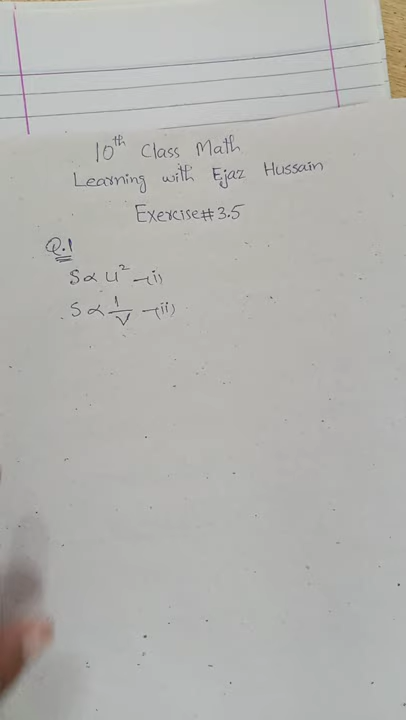 10th Class Math
Learning with Ejaz Hussain
Exercise#3.5
Q.1
S∝u² —(i)
S∝1/V —(ii)